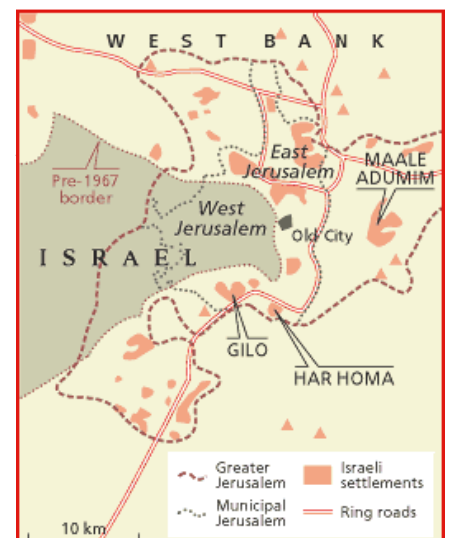 WEST BANK
East
Jerusalem
MAALE
ADUMIM
Pre-1967
border
West
Jerusalem
Old City
ISRAEL
GILO
HAR HOMA
Greater
Jerusalem
Israeli
settlements
Municipal
Jerusalem
Ring roads
10 km